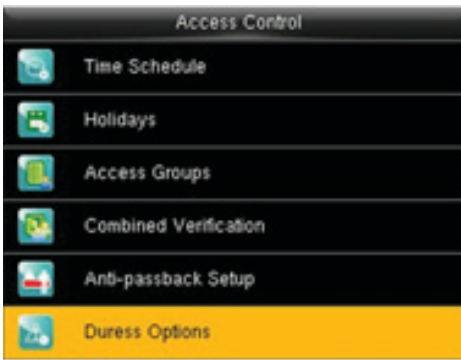 Access Control
Time Schedule
Holidays
Access Groups
Combined Verification
Anti-passback Setup
Duress Options